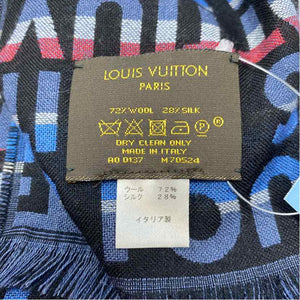 LOUIS VUITTON
PARIS
72% WOOL 28% SILK
DRY CLEAN ONLY
MADE IN ITALY
A0 0137 M70524
ウール 72%
シルク 28%
イタリア製